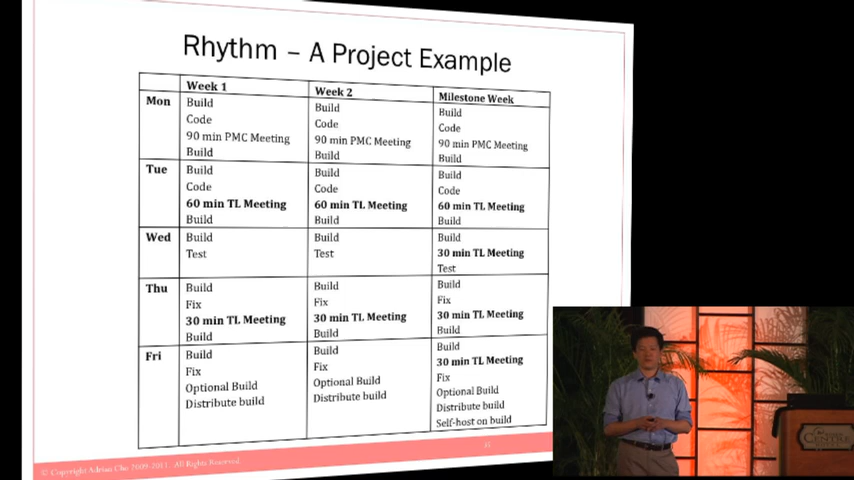 Rhythm – A Project Example
Week 1 Week 2 Milestone Week
Mon
Build
Code
90 min PMC Meeting
Build
Build
Code
90 min PMC Meeting
Build
Build
Code
90 min PMC Meeting
Build
Tue
Build
Code
60 min TL Meeting
Build
Build
Code
60 min TL Meeting
Build
Build
Code
60 min TL Meeting
Build
Wed
Build
Test
Build
Test
Build
30 min TL Meeting
Test
Thu
Build
Fix
30 min TL Meeting
Build
Build
Fix
30 min TL Meeting
Build
Build
Fix
30 min TL Meeting
Build
Fri
Build
Fix
Optional Build
Distribute build
Build
Fix
Optional Build
Distribute build
Build
30 min TL Meeting
Fix
Optional Build
Distribute build
Self-host on build
© Copyright Adrian Cho 2009-2011. All Rights Reserved.
CENTRE